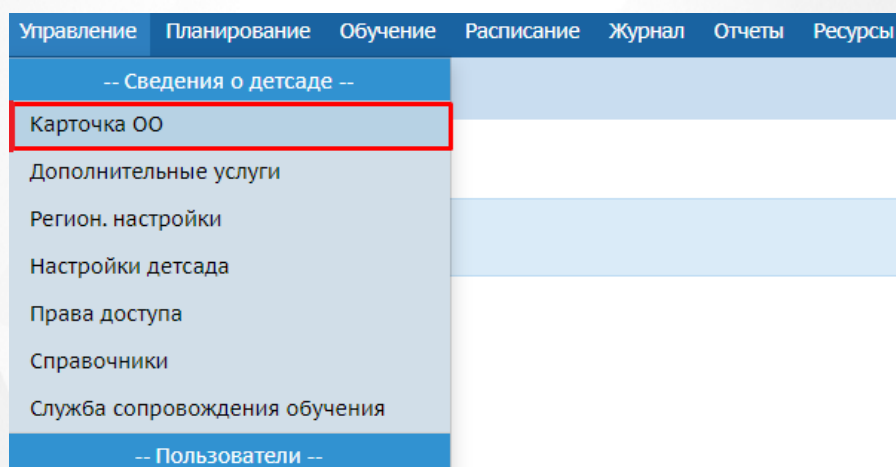 Управление Планирование Обучение Расписание Журнал Отчеты Ресурсы
-- Сведения о детсаде --
Карточка ОО
Дополнительные услуги
Регион. настройки
Настройки детсада
Права доступа
Справочники
Служба сопровождения обучения
-- Пользователи --